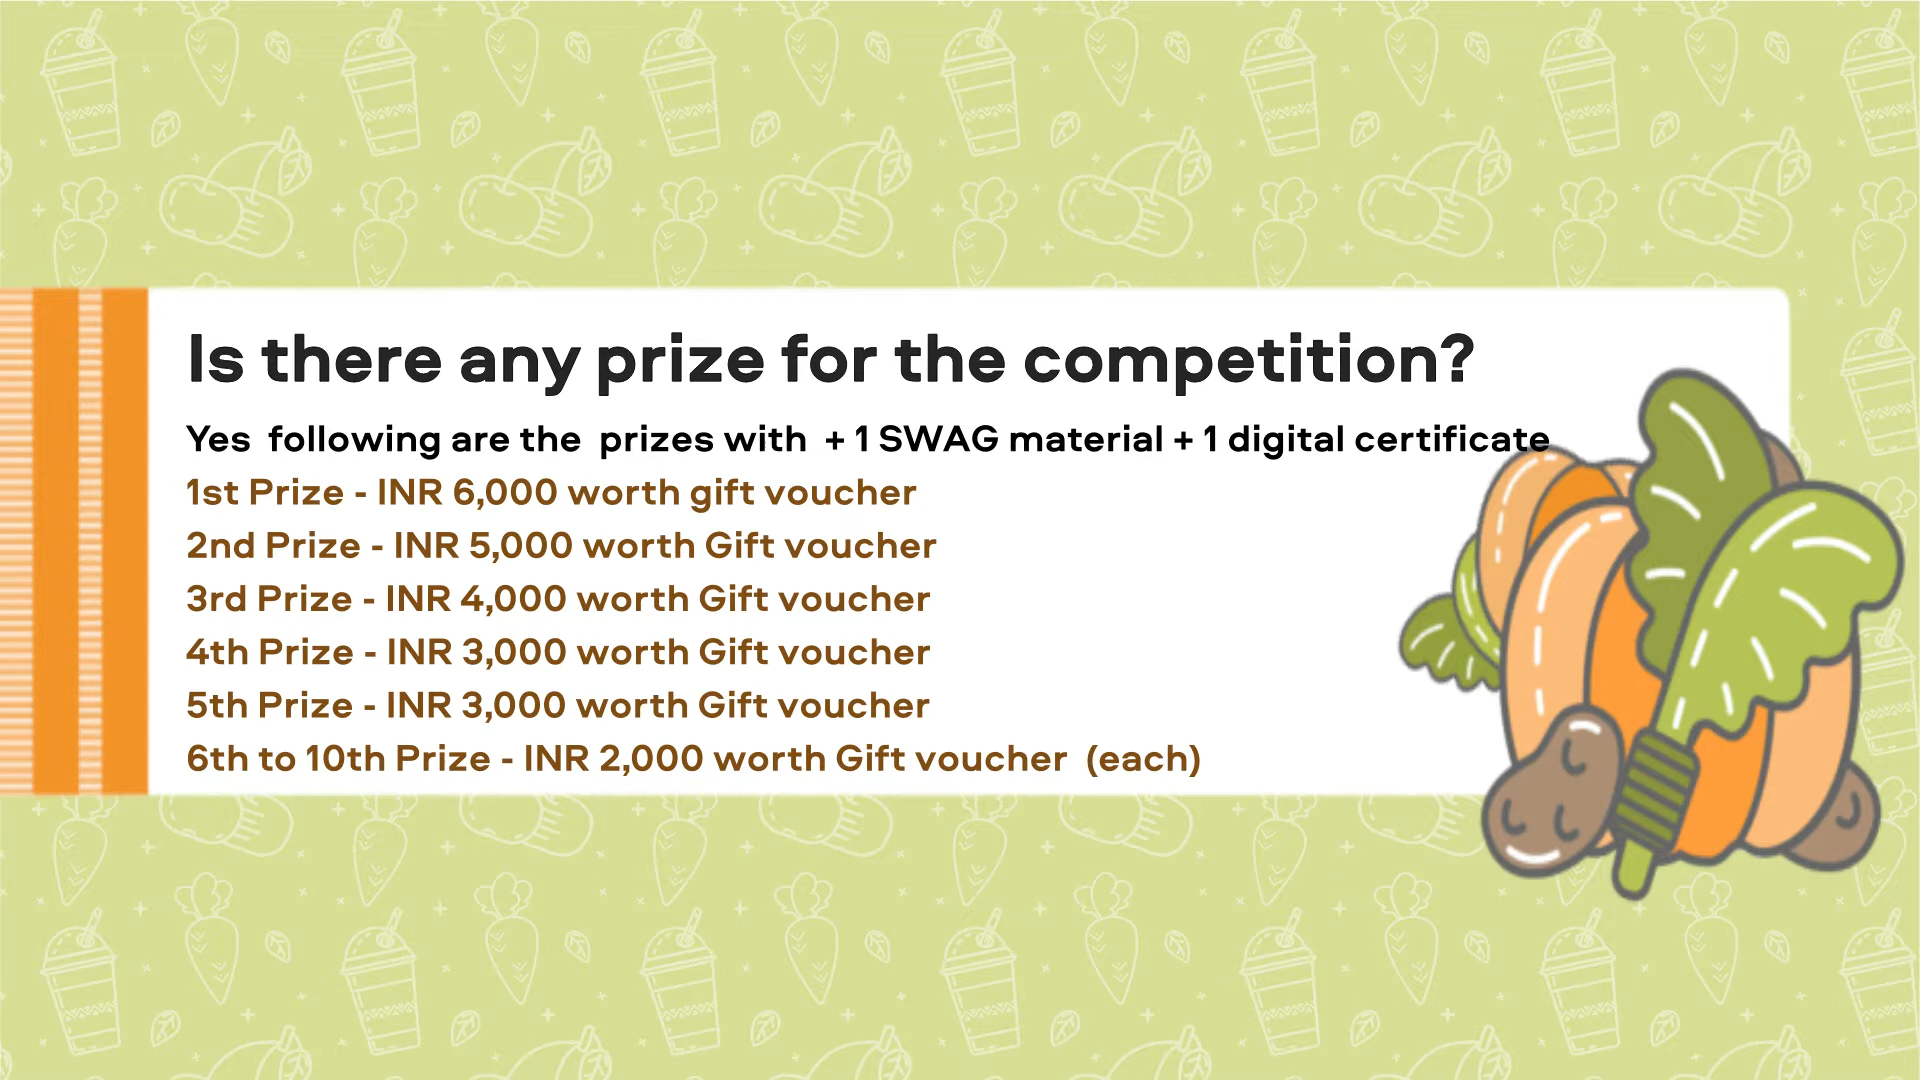 Is there any prize for the competition?
Yes following are the prizes with + 1 SWAG material + 1 digital certificate
1st Prize - INR 6,000 worth gift voucher
2nd Prize - INR 5,000 worth Gift voucher
3rd Prize - INR 4,000 worth Gift voucher
4th Prize - INR 3,000 worth Gift voucher
5th Prize - INR 3,000 worth Gift voucher
6th to 10th Prize - INR 2,000 worth Gift voucher (each)